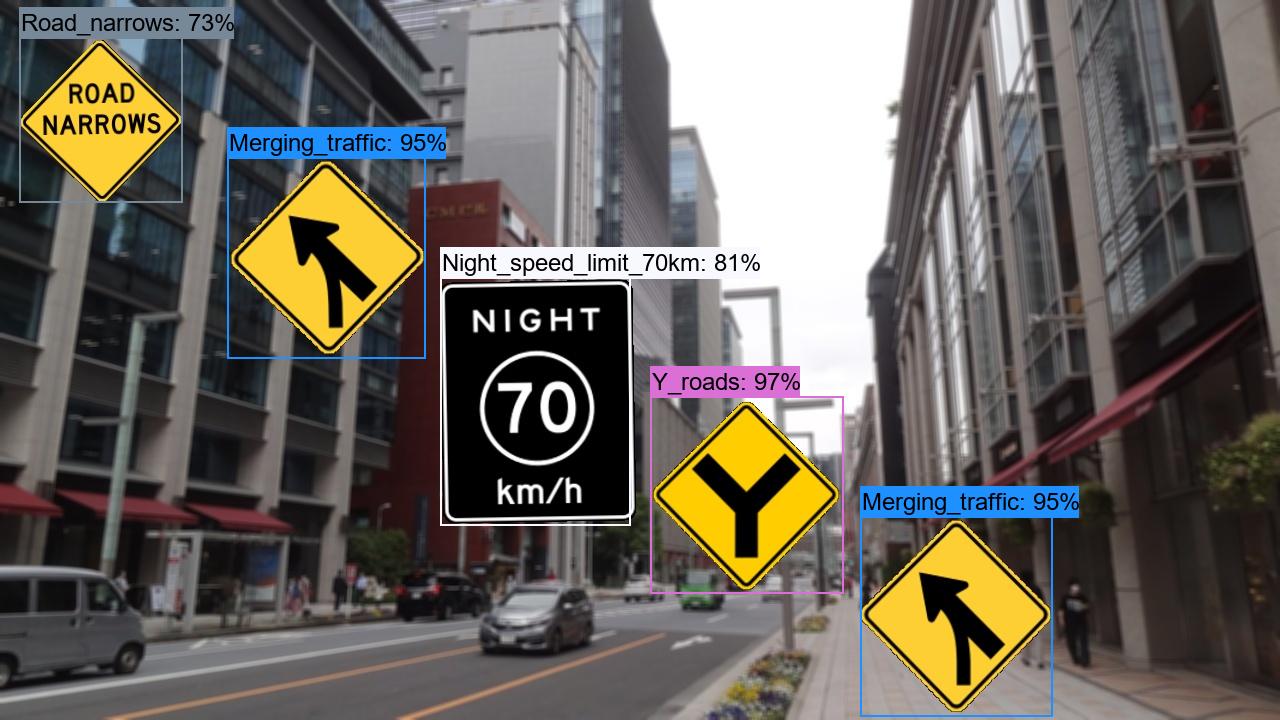 Road_narrows: 73%
ROAD
NARROWS
Merging_traffic: 95%
Night_speed_limit_70km: 81%
NIGHT
70
km/h
Y_roads: 97%
Merging_traffic: 95%